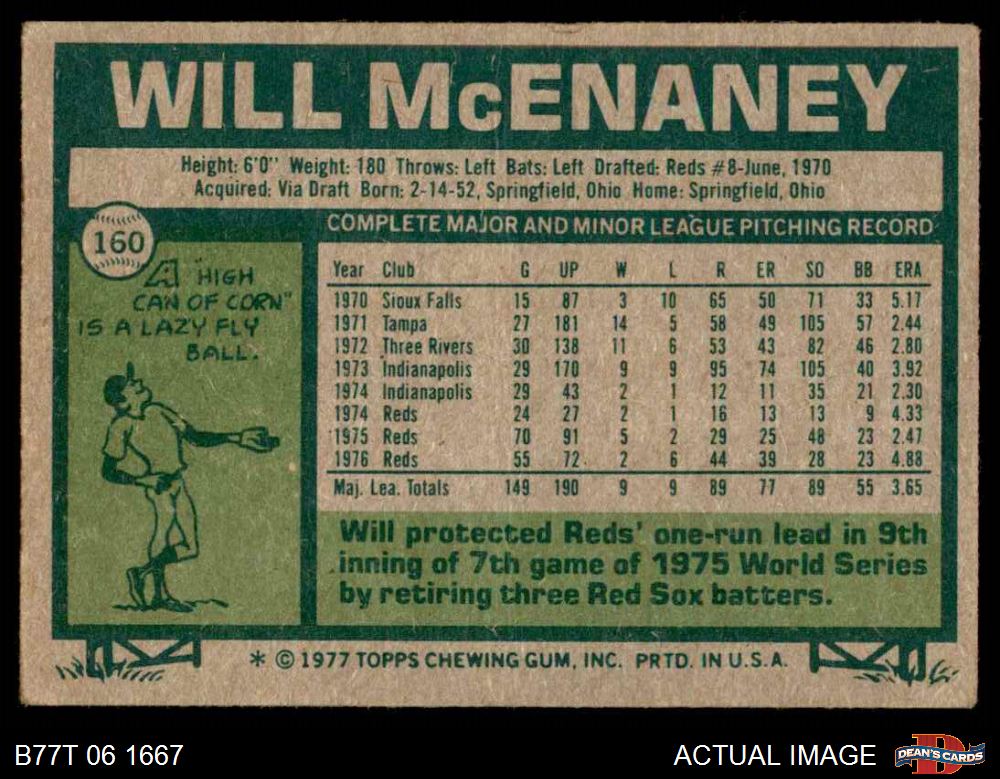 WILL McENANEY
Height: 6'0" Weight: 180 Throws: Left Bats: Left Drafted: Reds #8-June, 1970
Acquired: Via Draft Born: 2-14-52, Springfield, Ohio Home: Springfield, Ohio
160
A HIGH
CAN OF CORN"
IS A LAZY FLY
BALL.
COMPLETE MAJOR AND MINOR LEAGUE PITCHING RECORD
Year Club G UP W L R ER SO BB ERA
1970 Sioux Falls 15 87 3 10 65 50 71 33 5.17
1971 Tampa 27 181 14 5 58 49 105 57 2.44
1972 Three Rivers 30 138 11 6 53 43 82 46 2.80
1973 Indianapolis 29 170 9 9 95 74 105 40 3.92
1974 Indianapolis 29 43 2 1 12 11 35 21 2.30
1974 Reds 24 27 2 1 16 13 13 9 4.33
1975 Reds 70 91 5 2 29 25 48 23 2.47
1976 Reds 55 72 2 6 44 39 28 23 4.88
Maj. Lea. Totals 149 190 9 9 89 77 89 55 3.65
Will protected Reds' one-run lead in 9th
inning of 7th game of 1975 World Series
by retiring three Red Sox batters.
* © 1977 TOPPS CHEWING GUM, INC. PRTD. IN U.S.A.
B77T 06 1667
ACTUAL IMAGE
D
DEAN'S CARDS